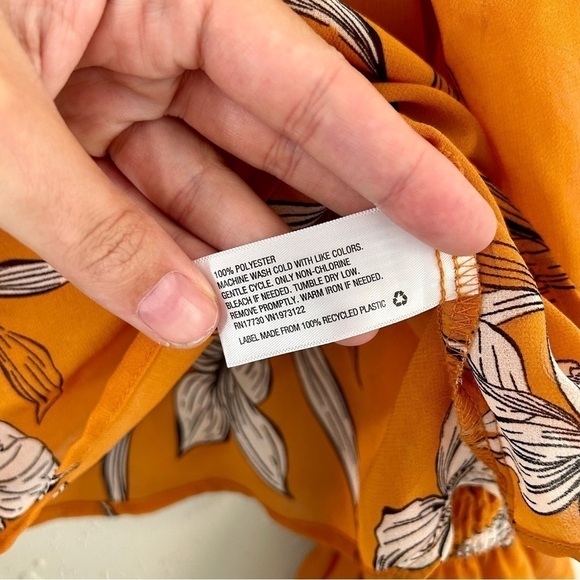 100% POLYESTER
MACHINE WASH COLD WITH LIKE COLORS.
GENTLE CYCLE. ONLY NON-CHLORINE
BLEACH IF NEEDED. TUMBLE DRY LOW.
REMOVE PROMPTLY. WARM IRON IF NEEDED.
RN17730 VN1973122
LABEL MADE FROM 100% RECYCLED PLASTIC